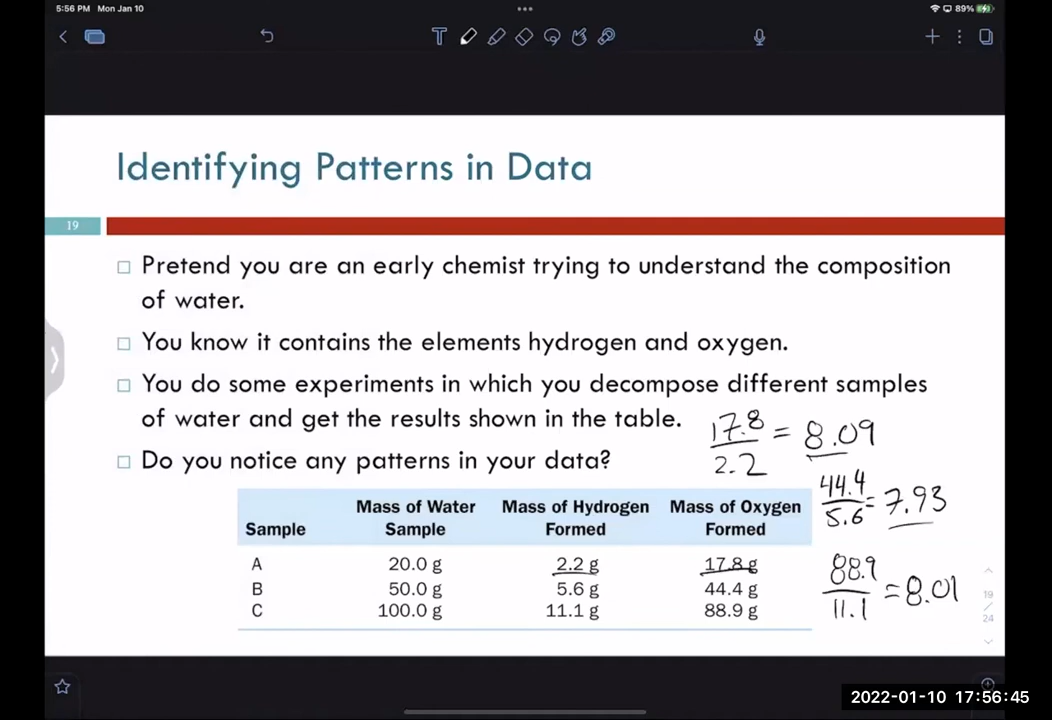 5:56 PM Mon Jan 10
89%
T
Identifying Patterns in Data
19
Pretend you are an early chemist trying to understand the composition
of water.
You know it contains the elements hydrogen and oxygen.
You do some experiments in which you decompose different samples
of water and get the results shown in the table.
Do you notice any patterns in your data?
17.8/2.2 = 8.09
44.4/5.6 = 7.93
88.9/11.1 = 8.01
Sample Mass of Water Sample Mass of Hydrogen Formed Mass of Oxygen Formed
A 20.0 g 2.2 g 17.8 g
B 50.0 g 5.6 g 44.4 g
C 100.0 g 11.1 g 88.9 g
19
/
24
2022-01-10 17:56:45